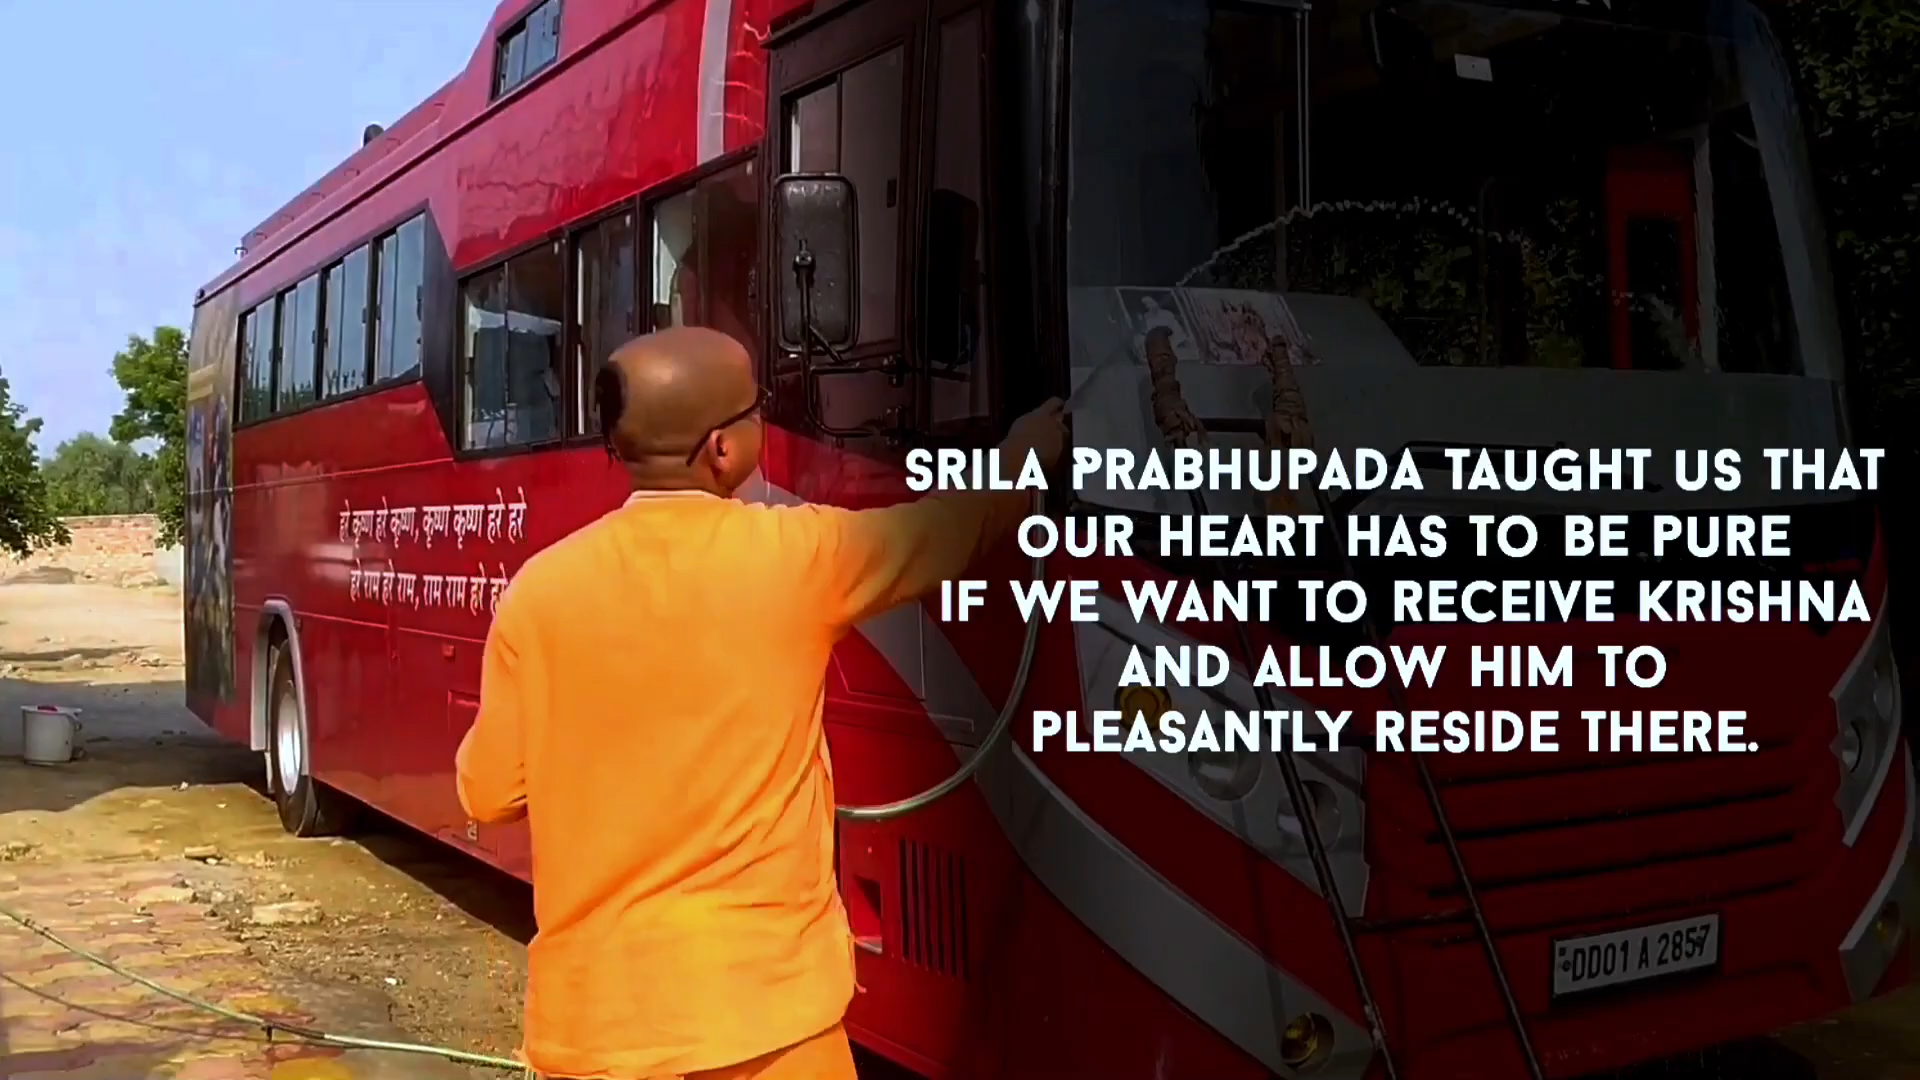 हरे कृष्ण हरे कृष्ण, कृष्ण कृष्ण हरे हरे
हरे राम हरे राम, राम राम हरे हरे
SRILA PRABHUPADA TAUGHT US THAT
OUR HEART HAS TO BE PURE
IF WE WANT TO RECEIVE KRISHNA
AND ALLOW HIM TO
PLEASANTLY RESIDE THERE.
DD01 A 2857